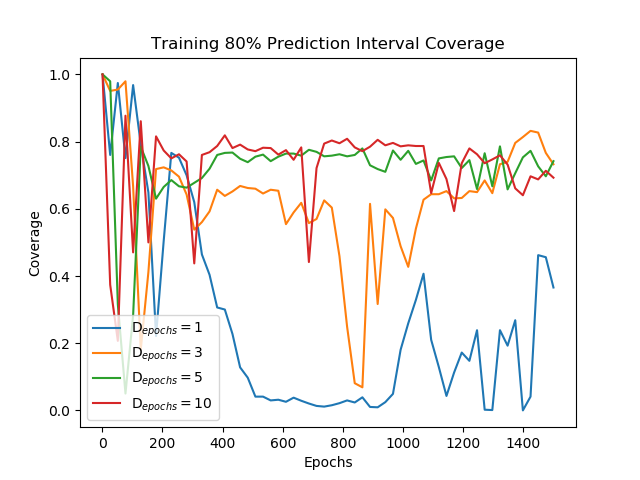 Training 80% Prediction Interval Coverage
1.0
0.8
0.6
0.4
0.2
0.0
Coverage
D_epochs = 1
D_epochs = 3
D_epochs = 5
D_epochs = 10
0 200 400 600 800 1000 1200 1400
Epochs